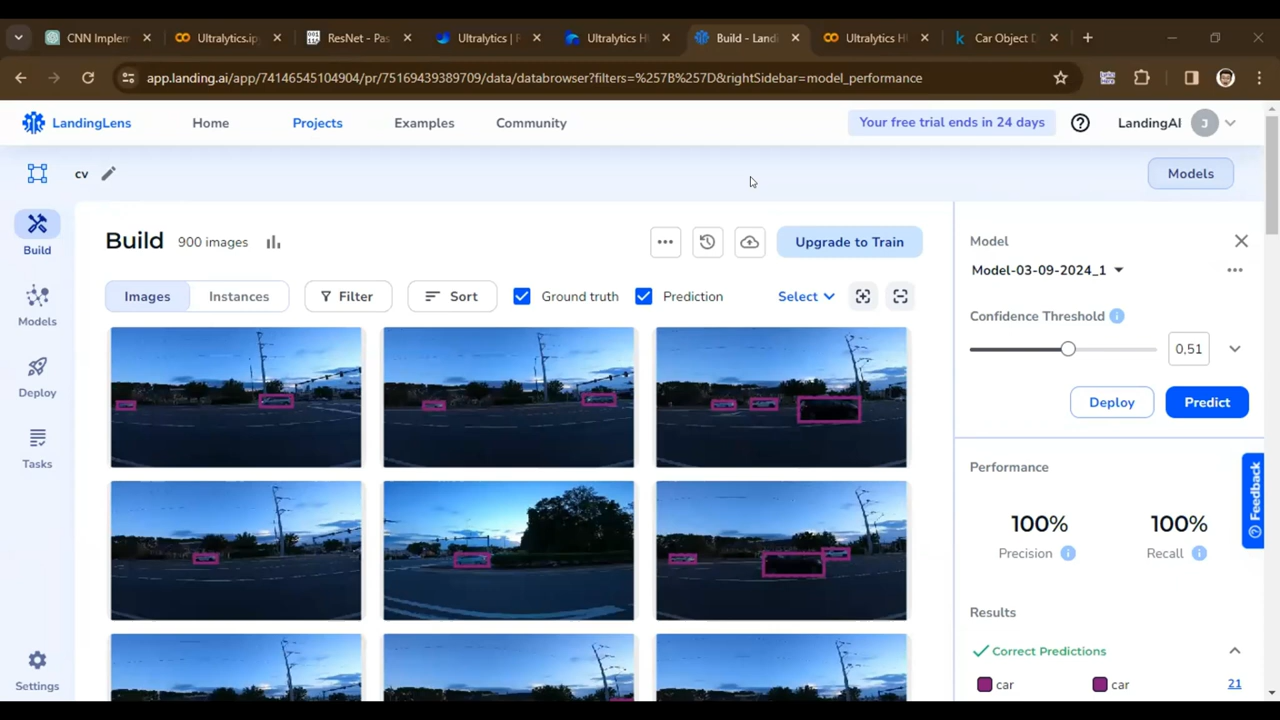 CNN Implem
Ultralytics.ip
ResNet - Pas
Ultralytics | R
Ultralytics H
Build - Landi
Ultralytics H
Car Object D
app.landing.ai/app/74146545104904/pr/75169439389709/data/databrowser?filters=%257B%257D&rightSidebar=model_performance
LandingLens
Home
Projects
Examples
Community
Your free trial ends in 24 days
LandingAI
J
cv
Models
Build
Models
Deploy
Tasks
Settings
Build
900 images
Upgrade to Train
Images
Instances
Filter
Sort
Ground truth
Prediction
Select
Model
Model-03-09-2024_1
Confidence Threshold
0,51
Deploy
Predict
Performance
100%
100%
Precision
Recall
Feedback
Results
Correct Predictions
car
car
21